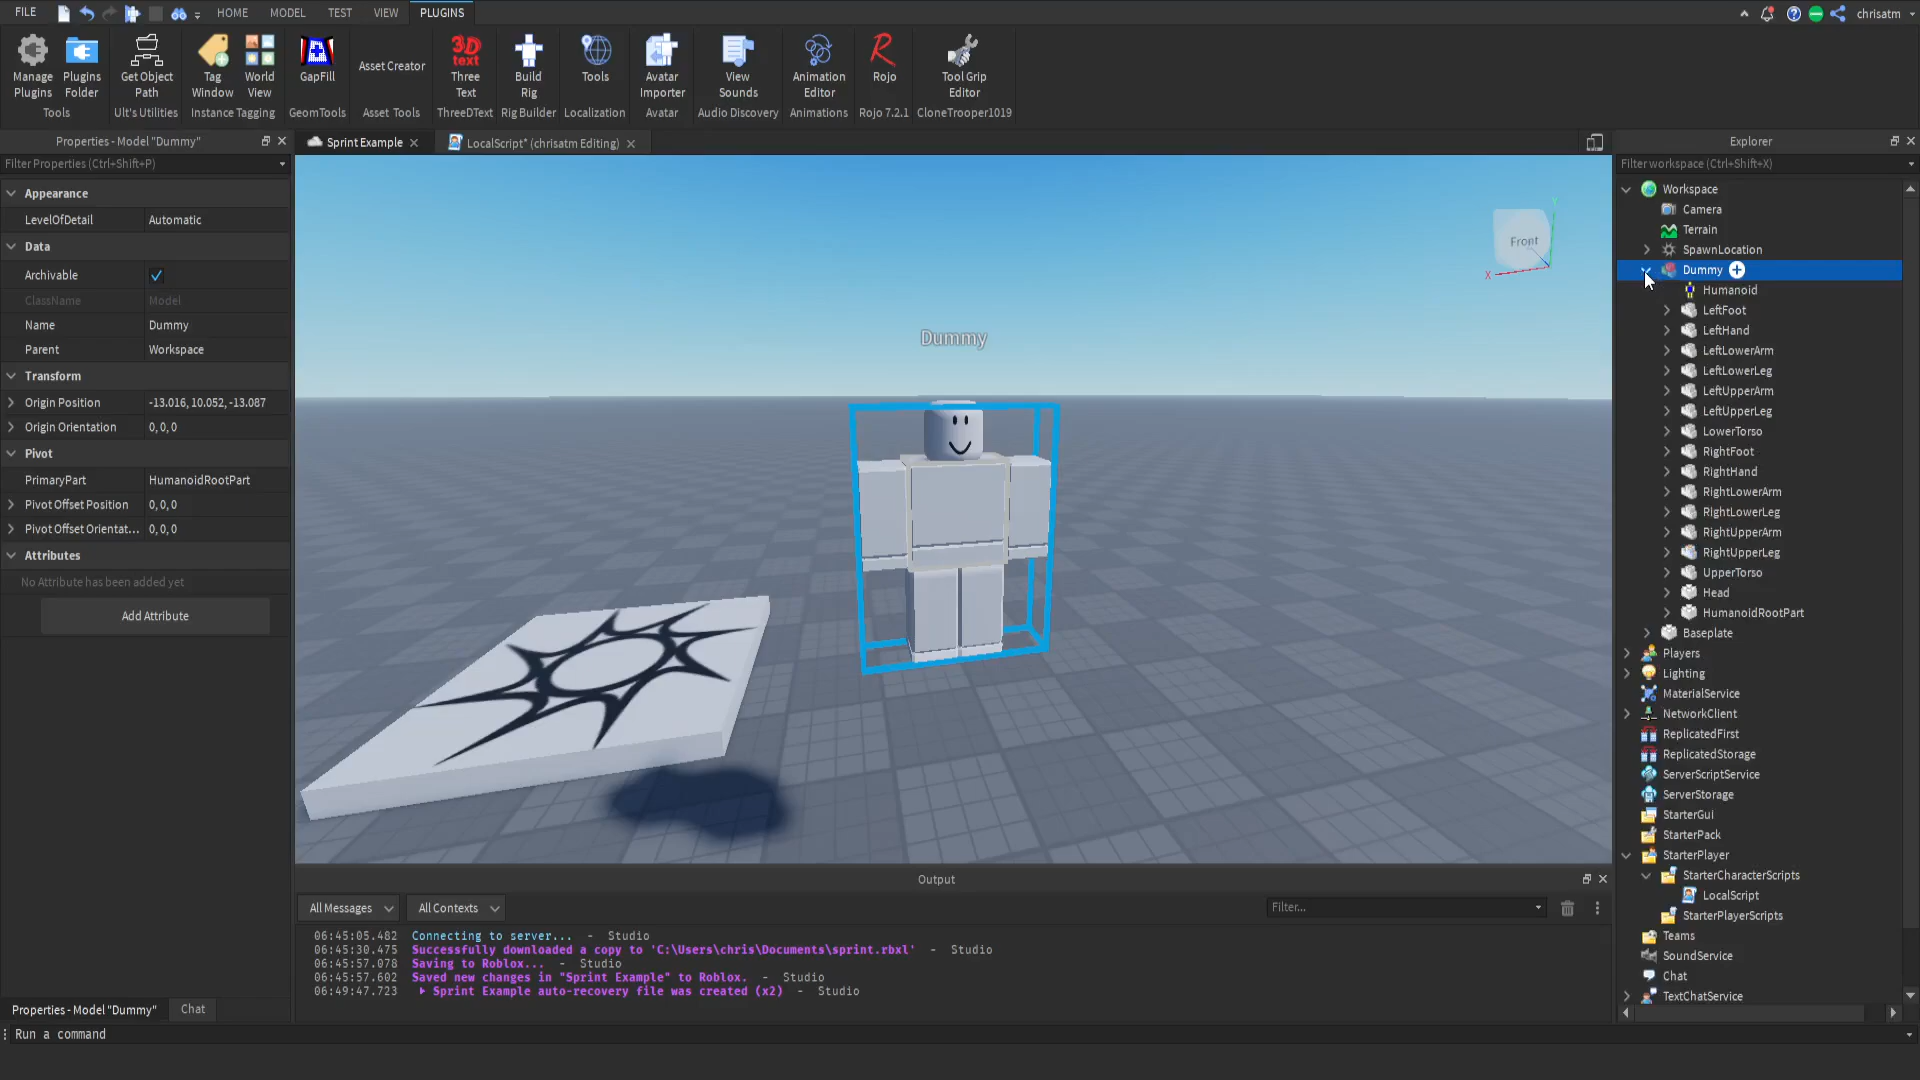 FILE HOME MODEL TEST VIEW PLUGINS chrisatm
Manage Plugins
Plugins Folder
Get Object Path
Tag Window
World View
GapFill
Asset Creator
3D text
Three Text
Build Rig
Tools
Avatar Importer
View Sounds
Animation Editor
Rojo
Tool Grip Editor
Tools Ult's Utilities Instance Tagging GeomTools Asset Tools ThreeDText Rig Builder Localization Avatar Audio Discovery Animations Rojo 7.2.1 CloneTrooper1019
Properties - Model "Dummy"
Filter Properties (Ctrl+Shift+P)
Appearance
LevelOfDetail Automatic
Data
Archivable
ClassName Model
Name Dummy
Parent Workspace
Transform
Origin Position -13.016, 10.052, -13.087
Origin Orientation 0, 0, 0
Pivot
PrimaryPart HumanoidRootPart
Pivot Offset Position 0, 0, 0
Pivot Offset Orientat... 0, 0, 0
Attributes
No Attribute has been added yet
Add Attribute
Properties - Model "Dummy" Chat
Run a command
Sprint Example
LocalScript* (chrisatm Editing)
Y
Front
X
Dummy
Output
All Messages All Contexts Filter...
06:45:05.482 Connecting to server... - Studio
06:45:30.475 Successfully downloaded a copy to 'C:\Users\chris\Documents\sprint.rbxl' - Studio
06:45:57.078 Saving to Roblox... - Studio
06:45:57.602 Saved new changes in "Sprint Example" to Roblox. - Studio
06:49:47.723 Sprint Example auto-recovery file was created (x2) - Studio
Explorer
Filter workspace (Ctrl+Shift+X)
Workspace
Camera
Terrain
SpawnLocation
Dummy
Humanoid
LeftFoot
LeftHand
LeftLowerArm
LeftLowerLeg
LeftUpperArm
LeftUpperLeg
LowerTorso
RightFoot
RightHand
RightLowerArm
RightLowerLeg
RightUpperArm
RightUpperLeg
UpperTorso
Head
HumanoidRootPart
Baseplate
Players
Lighting
MaterialService
NetworkClient
ReplicatedFirst
ReplicatedStorage
ServerScriptService
ServerStorage
StarterGui
StarterPack
StarterPlayer
StarterCharacterScripts
LocalScript
StarterPlayerScripts
Teams
SoundService
Chat
TextChatService